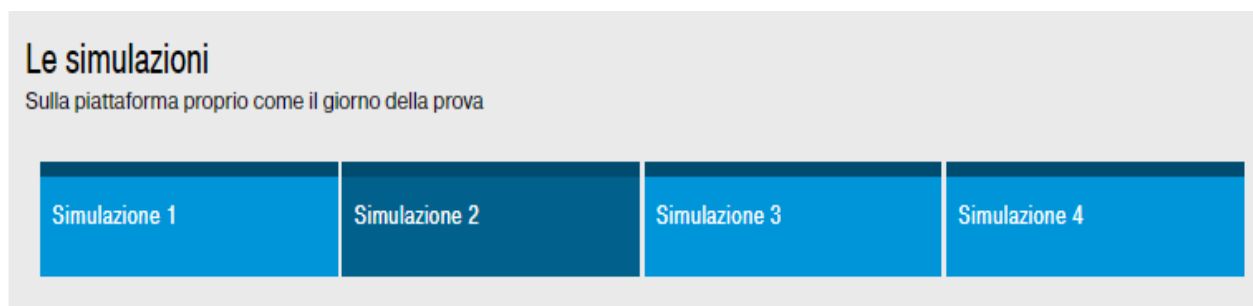 Le simulazioni
Sulla piattaforma proprio come il giorno della prova
Simulazione 1
Simulazione 2
Simulazione 3
Simulazione 4